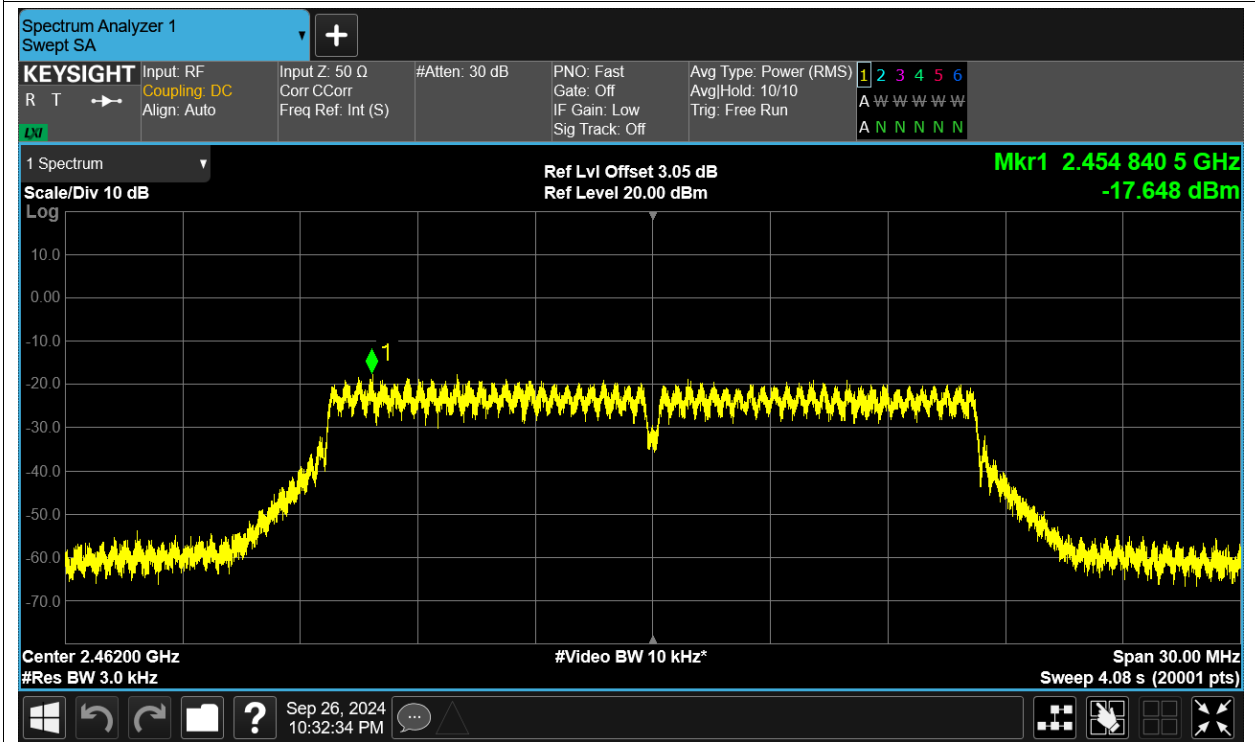 Spectrum Analyzer 1
Swept SA
KEYSIGHT
R T
LXI
Input: RF
Coupling: DC
Align: Auto
Input Z: 50 Ω
Corr CCorr
Freq Ref: Int (S)
#Atten: 30 dB
PNO: Fast
Gate: Off
IF Gain: Low
Sig Track: Off
Avg Type: Power (RMS)
Avg|Hold: 10/10
Trig: Free Run
1 2 3 4 5 6
A W W W W W
A N N N N N
1 Spectrum
Scale/Div 10 dB
Log
Ref Lvl Offset 3.05 dB
Ref Level 20.00 dBm
Mkr1 2.454 840 5 GHz
-17.648 dBm
10.0
0.00
-10.0
1
-20.0
-30.0
-40.0
-50.0
-60.0
-70.0
Center 2.46200 GHz
#Res BW 3.0 kHz
#Video BW 10 kHz*
Span 30.00 MHz
Sweep 4.08 s (20001 pts)
?
Sep 26, 2024
10:32:34 PM